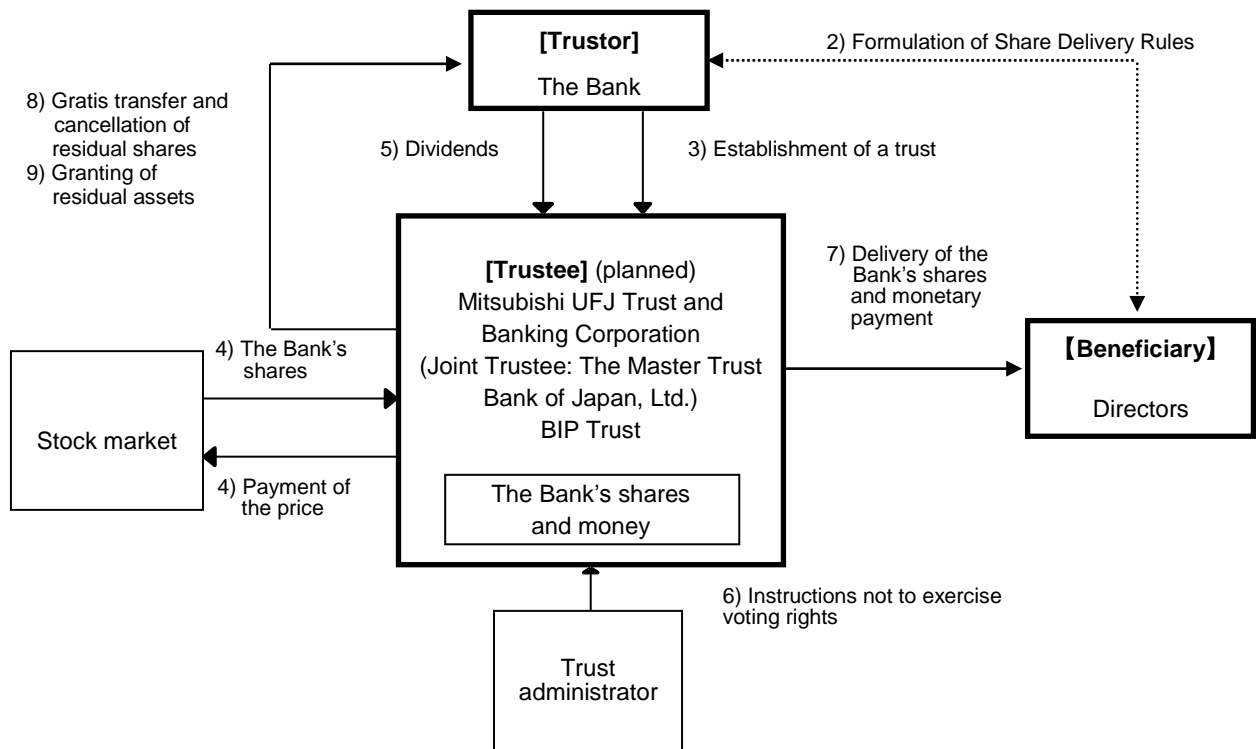 [Trustor]
The Bank
2) Formulation of Share Delivery Rules
8) Gratis transfer and
cancellation of
residual shares
9) Granting of
residual assets
5) Dividends
3) Establishment of a trust
[Trustee] (planned)
Mitsubishi UFJ Trust and
Banking Corporation
(Joint Trustee: The Master Trust
Bank of Japan, Ltd.)
BIP Trust
The Bank's shares
and money
7) Delivery of the
Bank's shares
and monetary
payment
【Beneficiary】
Directors
4) The Bank's
shares
Stock market
4) Payment of
the price
6) Instructions not to exercise
voting rights
Trust
administrator